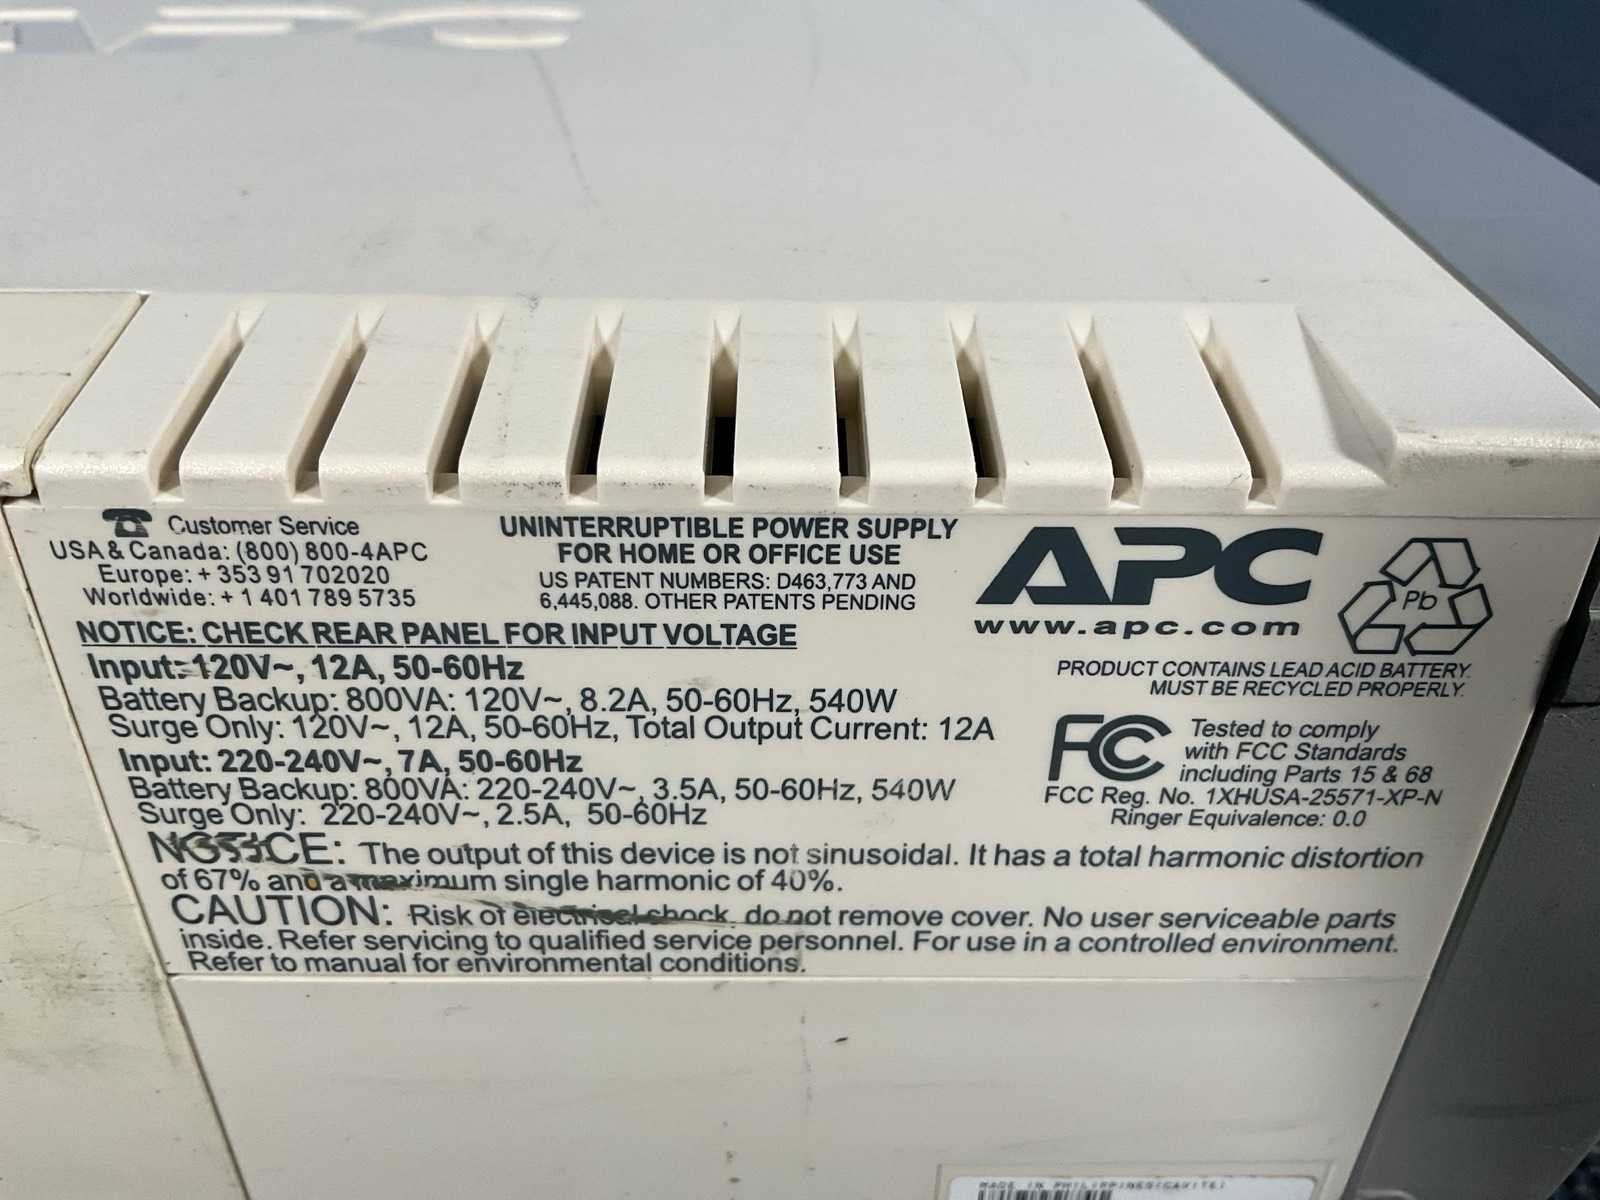 APC
Customer Service
USA & Canada: (800) 800-4APC
Europe: + 353 91 702020
Worldwide: + 1 401 789 5735
UNINTERRUPTIBLE POWER SUPPLY
FOR HOME OR OFFICE USE
US PATENT NUMBERS: D463,773 AND
6,445,088. OTHER PATENTS PENDING
APC
www.apc.com
Pb
PRODUCT CONTAINS LEAD ACID BATTERY.
MUST BE RECYCLED PROPERLY.
NOTICE: CHECK REAR PANEL FOR INPUT VOLTAGE
Input: 120V~, 12A, 50-60Hz
Battery Backup: 800VA: 120V~, 8.2A, 50-60Hz, 540W
Surge Only: 120V~, 12A, 50-60Hz, Total Output Current: 12A
Input: 220-240V~, 7A, 50-60Hz
Battery Backup: 800VA: 220-240V~, 3.5A, 50-60Hz, 540W
Surge Only: 220-240V~, 2.5A, 50-60Hz
FCC
Tested to comply
with FCC Standards
including Parts 15 & 68
FCC Reg. No. 1XHUSA-25571-XP-N
Ringer Equivalence: 0.0
NOTICE: The output of this device is not sinusoidal. It has a total harmonic distortion
of 67% and a maximum single harmonic of 40%.
CAUTION: Risk of electrical shock, do not remove cover. No user serviceable parts
inside. Refer servicing to qualified service personnel. For use in a controlled environment.
Refer to manual for environmental conditions.
MADE IN PHILIPPINES(CAVITE)